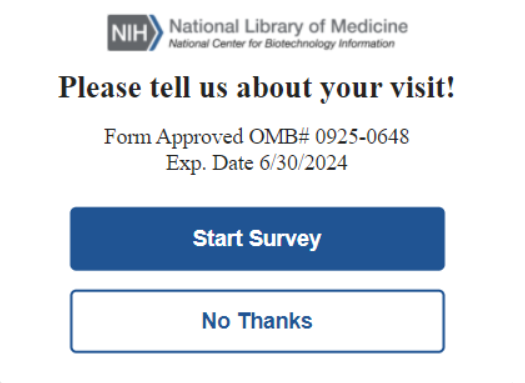 NIH National Library of Medicine
National Center for Biotechnology Information
Please tell us about your visit!
Form Approved OMB# 0925-0648
Exp. Date 6/30/2024
Start Survey
No Thanks